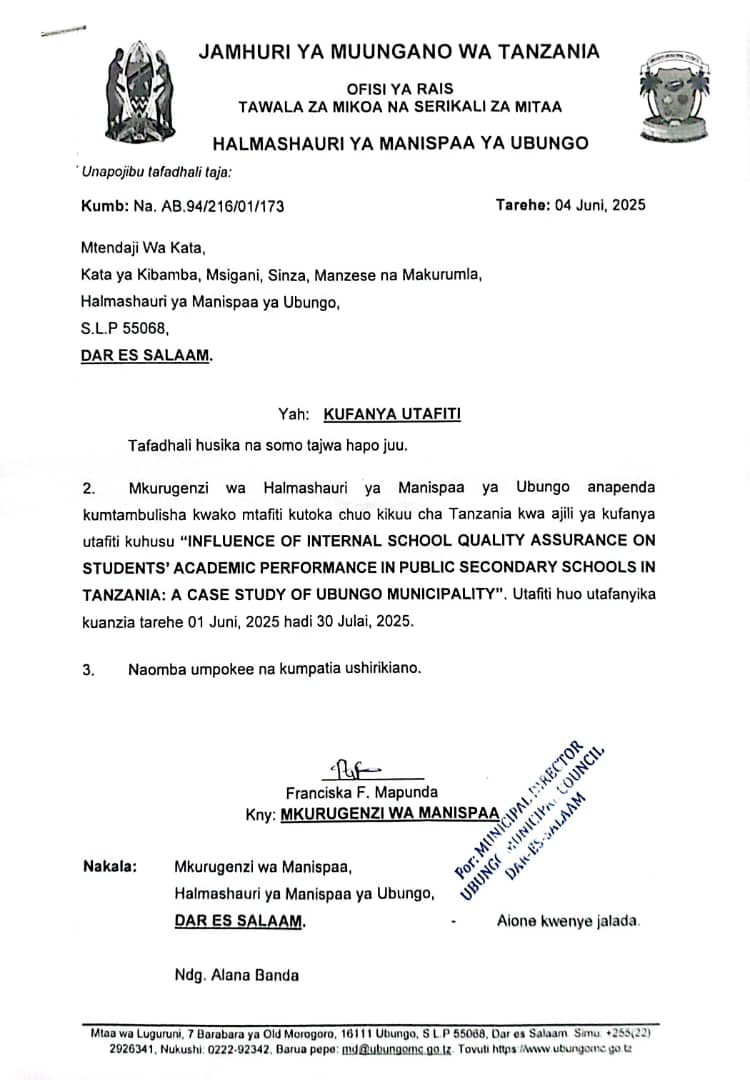 JAMHURI YA MUUNGANO WA TANZANIA
OFISI YA RAIS
TAWALA ZA MIKOA NA SERIKALI ZA MITAA
HALMASHAURI YA MANISPAA YA UBUNGO
Unapojibu tafadhali taja:
Kumb: Na. AB.94/216/01/173
Tarehe: 04 Juni, 2025
Mtendaji Wa Kata,
Kata ya Kibamba, Msigani, Sinza, Manzese na Makurumla,
Halmashauri ya Manispaa ya Ubungo,
S.L.P 55068,
DAR ES SALAAM.
Yah: KUFANYA UTAFITI
Tafadhali husika na somo tajwa hapo juu.
2. Mkurugenzi wa Halmashauri ya Manispaa ya Ubungo anapenda
kumtambulisha kwako mtafiti kutoka chuo kikuu cha Tanzania kwa ajili ya kufanya
utafiti kuhusu “INFLUENCE OF INTERNAL SCHOOL QUALITY ASSURANCE ON
STUDENTS’ ACADEMIC PERFORMANCE IN PUBLIC SECONDARY SCHOOLS IN
TANZANIA: A CASE STUDY OF UBUNGO MUNICIPALITY”. Utafiti huo utafanyika
kuanzia tarehe 01 Juni, 2025 hadi 30 Julai, 2025.
3. Naomba umpokee na kumpatia ushirikiano.
Franciska F. Mapunda
Kny: MKURUGENZI WA MANISPAA
For: MUNICIPAL DIRECTOR
UBUNGO MUNICIPAL COUNCIL
DAR-ES-SALAAM
Nakala: Mkurugenzi wa Manispaa,
Halmashauri ya Manispaa ya Ubungo,
DAR ES SALAAM. - Aione kwenye jalada.
Ndg. Alana Banda
Mtaa wa Luguruni, 7 Barabara ya Old Morogoro, 16111 Ubungo, S.L.P 55068, Dar es Salaam. Simu: +255(22)
2926341, Nukushi: 0222-92342, Barua pepe: md@ubungomc.go.tz. Tovuti https://www.ubungomc.go.tz